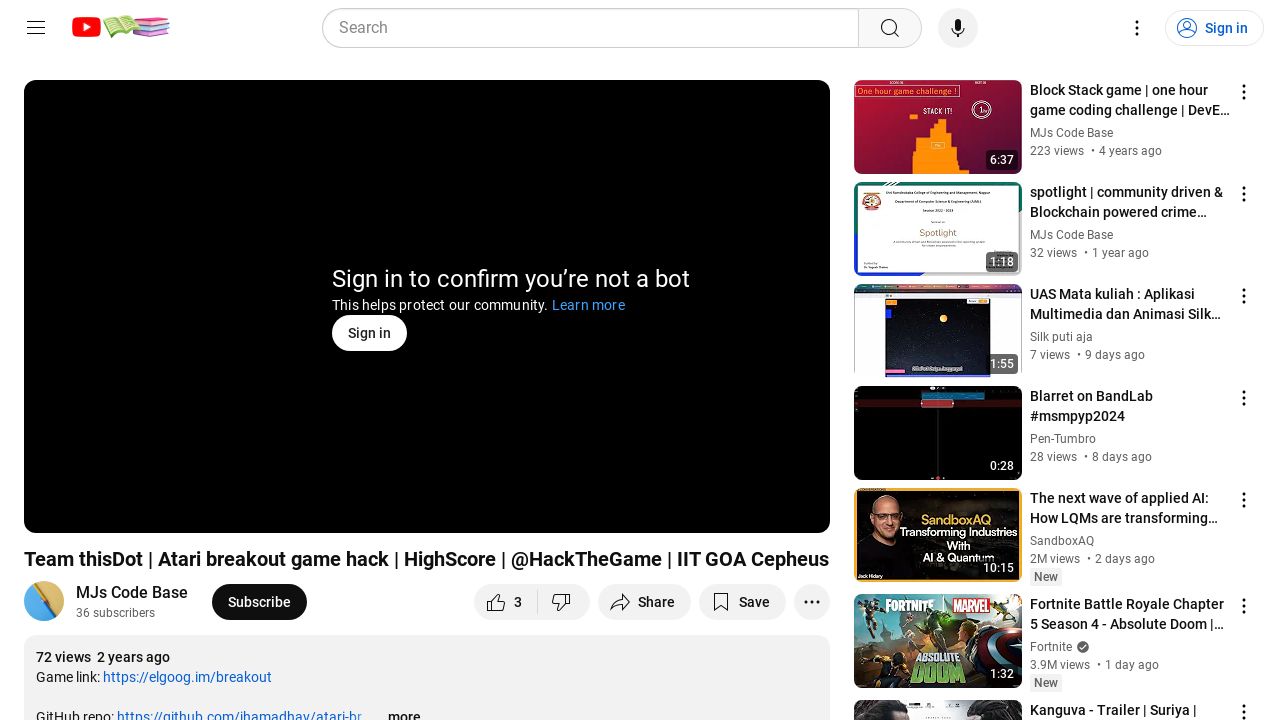 Search
Sign in
Sign in to confirm you’re not a bot
This helps protect our community. Learn more
Sign in
Team thisDot | Atari breakout game hack | HighScore | @HackTheGame | IIT GOA Cepheus
MJs Code Base
36 subscribers
Subscribe
3
Share
Save
72 views 2 years ago
Game link: https://elgoog.im/breakout
GitHub repo: https://github.com/jhamadhav/atari-br
...more
One hour game challenge !
STACK IT!
6:37
Block Stack game | one hour
game coding challenge | DevE...
MJs Code Base
223 views • 4 years ago
Spotlight
1:18
spotlight | community driven &
Blockchain powered crime...
MJs Code Base
32 views • 1 year ago
1:55
UAS Mata kuliah : Aplikasi
Multimedia dan Animasi Silk...
Silk puti aja
7 views • 9 days ago
0:28
Blarret on BandLab
#msmpyp2024
Pen-Tumbro
28 views • 8 days ago
SandboxAQ
Transforming Industries
With
AI & Quantum
Jack Hidary
10:15
The next wave of applied AI:
How LQMs are transforming...
SandboxAQ
2M views • 2 days ago
New
FORTNITE
MARVEL
ABSOLUTE
DOOM
1:32
Fortnite Battle Royale Chapter
5 Season 4 - Absolute Doom |...
Fortnite
3.9M views • 1 day ago
New
Kanguva - Trailer | Suriya |